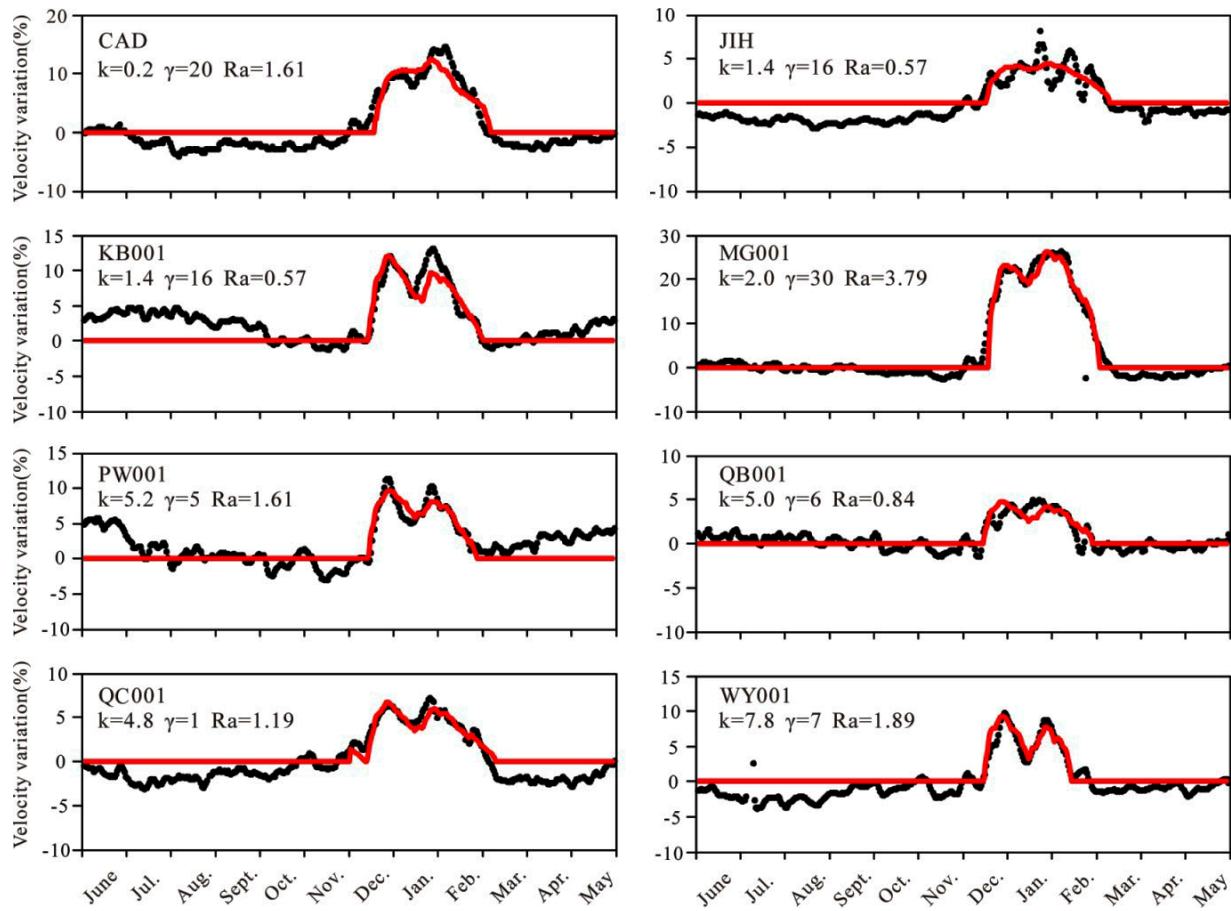 Velocity variation(%)
20
10
0
-10
CAD
k=0.2 γ=20 Ra=1.61
10
5
0
-5
10
JIH
k=1.4 γ=16 Ra=0.57
Velocity variation(%)
15
10
5
0
-5
-10
KB001
k=1.4 γ=16 Ra=0.57
30
20
10
0
-10
MG001
k=2.0 γ=30 Ra=3.79
Velocity variation(%)
15
10
5
0
-5
-10
PW001
k=5.2 γ=5 Ra=1.61
10
5
0
-5
-10
QB001
k=5.0 γ=6 Ra=0.84
Velocity variation(%)
10
5
0
-5
-10
QC001
k=4.8 γ=1 Ra=1.19
15
10
5
0
-5
-10
WY001
k=7.8 γ=7 Ra=1.89
June Jul. Aug. Sept. Oct. Nov. Dec. Jan. Feb. Mar. Apr. May
June Jul. Aug. Sept. Oct. Nov. Dec. Jan. Feb. Mar. Apr. May